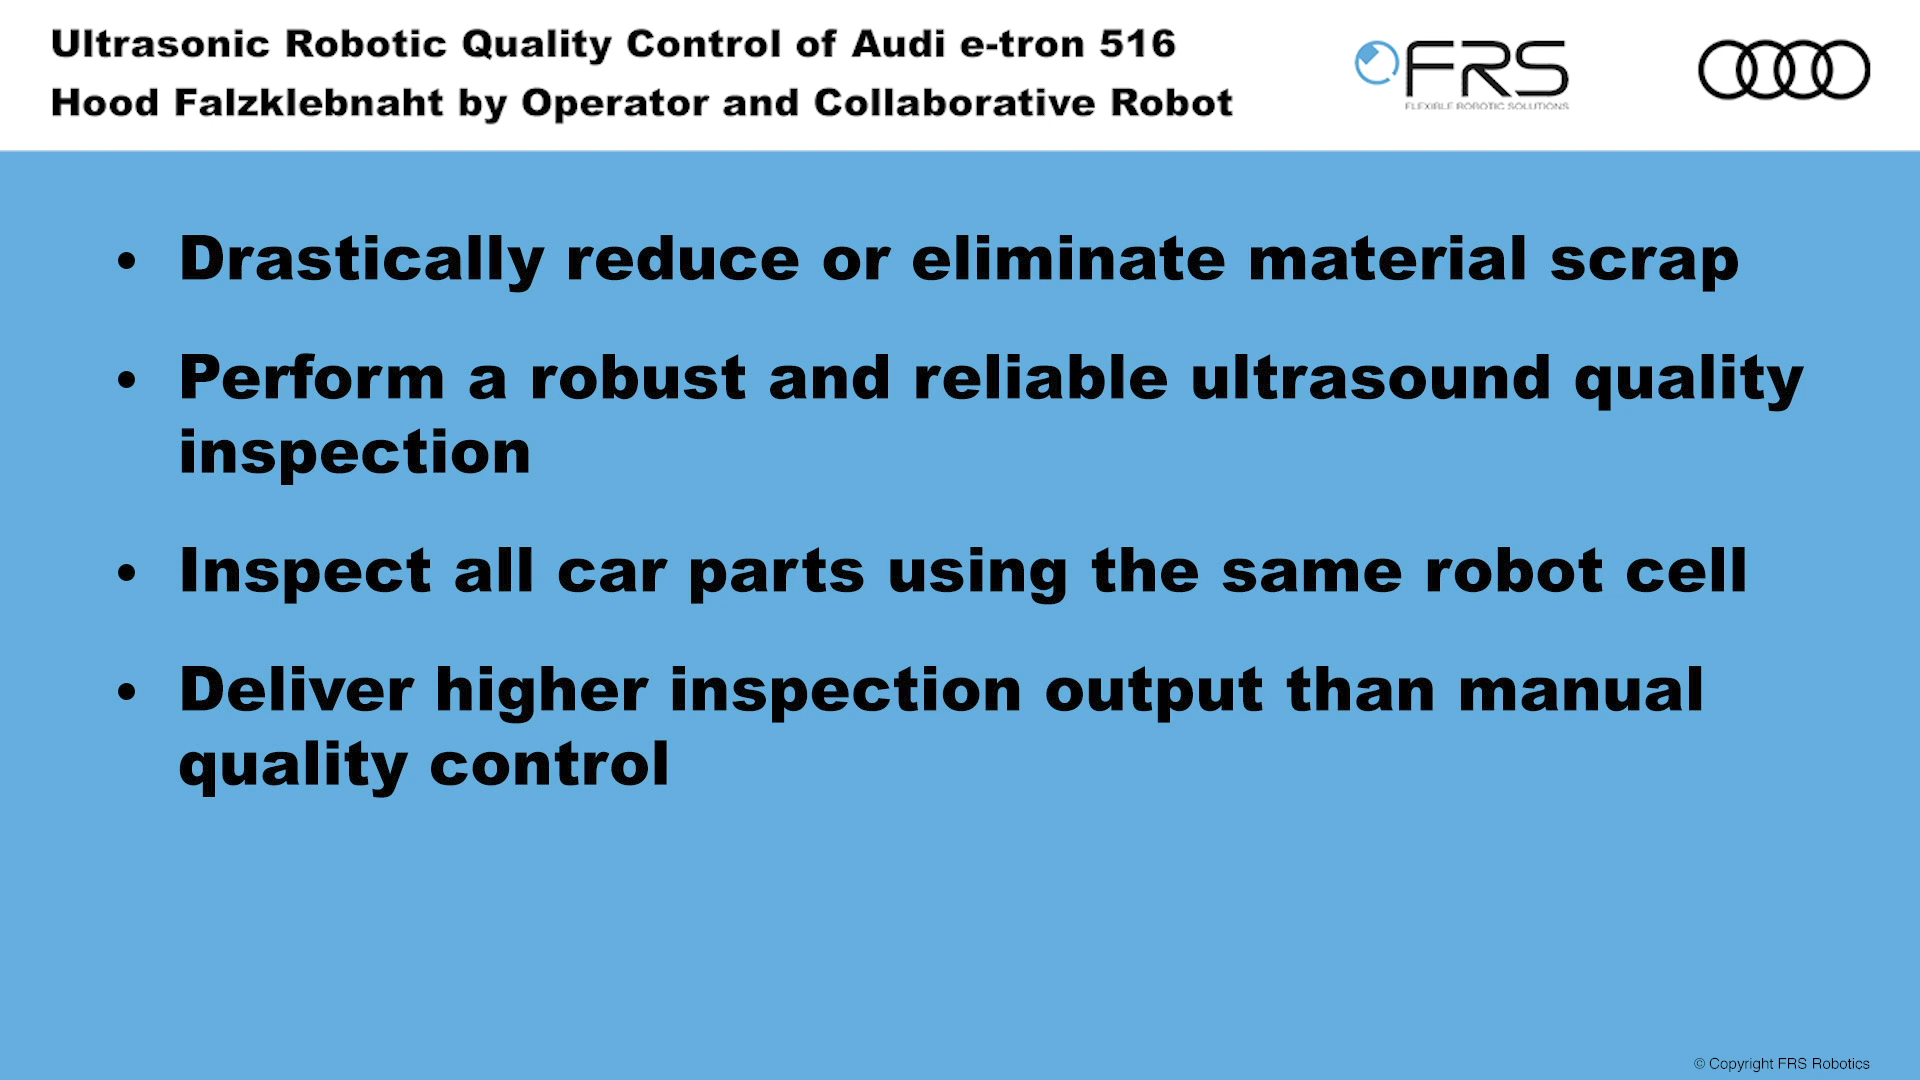 Ultrasonic Robotic Quality Control of Audi e-tron 516
Hood Falzklebnaht by Operator and Collaborative Robot
FRS
FLEXIBLE ROBOTIC SOLUTIONS
• Drastically reduce or eliminate material scrap
• Perform a robust and reliable ultrasound quality
inspection
• Inspect all car parts using the same robot cell
• Deliver higher inspection output than manual
quality control
© Copyright FRS Robotics